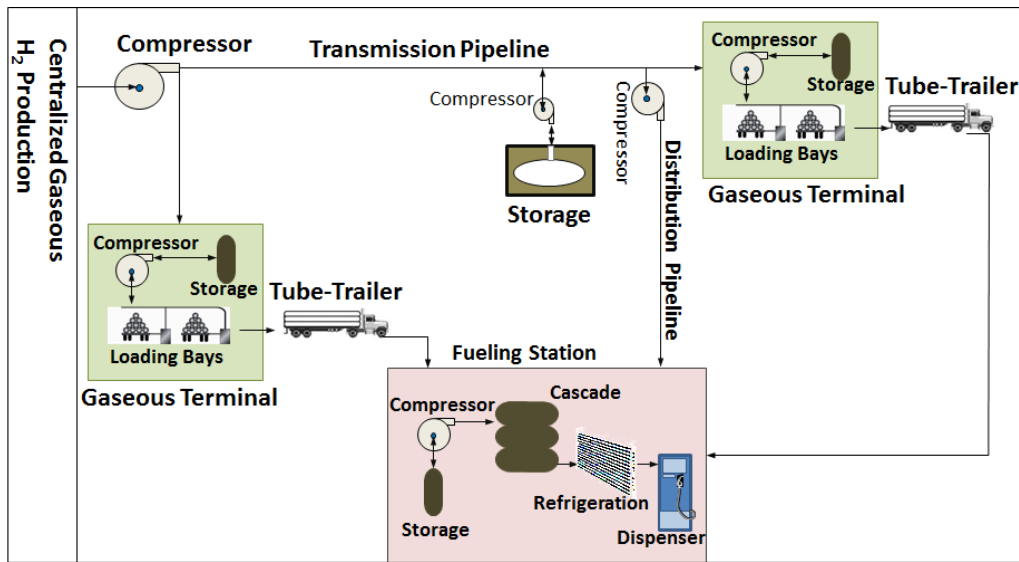 Centralized Gaseous
H2 Production
Compressor
Transmission Pipeline
Compressor
Storage
Compressor
Distribution Pipeline
Compressor
Storage
Loading Bays
Gaseous Terminal
Tube-Trailer
Compressor
Storage
Loading Bays
Gaseous Terminal
Tube-Trailer
Fueling Station
Compressor
Cascade
Storage
Refrigeration
Dispenser